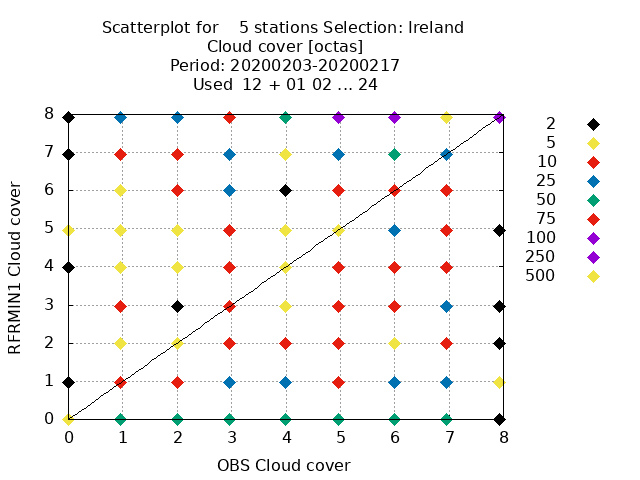 Scatterplot for 5 stations Selection: Ireland
Cloud cover [octas]
Period: 20200203-20200217
Used 12 + 01 02 ... 24
RFRMIN1 Cloud cover
8
7
6
5
4
3
2
1
0
0 1 2 3 4 5 6 7 8
OBS Cloud cover
2
5
10
25
50
75
100
250
500